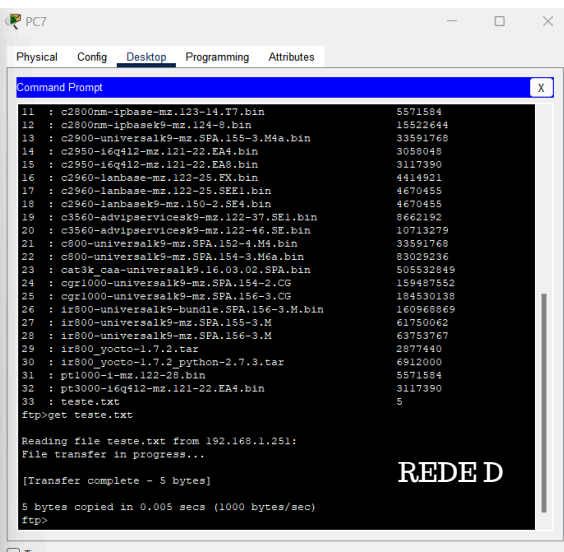 PC7
Physical Config Desktop Programming Attributes
Command Prompt X
11 : c2800nm-ipbase-mz.123-14.T7.bin 5571584
12 : c2800nm-ipbasek9-mz.124-8.bin 15522644
13 : c2900-universalk9-mz.SPA.155-3.M4a.bin 33591768
14 : c2950-i6q4l2-mz.121-22.EA4.bin 3058048
15 : c2950-i6q4l2-mz.121-22.EA8.bin 3117390
16 : c2960-lanbase-mz.122-25.FX.bin 4414921
17 : c2960-lanbase-mz.122-25.SEE1.bin 4670455
18 : c2960-lanbasek9-mz.150-2.SE4.bin 4670455
19 : c3560-advipservicesk9-mz.122-37.SE1.bin 8662192
20 : c3560-advipservicesk9-mz.122-46.SE.bin 10713279
21 : c800-universalk9-mz.SPA.152-4.M4.bin 33591768
22 : c800-universalk9-mz.SPA.154-3.M6a.bin 83029236
23 : cat3k_caa-universalk9.16.03.02.SPA.bin 505532849
24 : cgr1000-universalk9-mz.SPA.154-2.CG 159487552
25 : cgr1000-universalk9-mz.SPA.156-3.CG 184530138
26 : ir800-universalk9-bundle.SPA.156-3.M.bin 160968869
27 : ir800-universalk9-mz.SPA.155-3.M 61750062
28 : ir800-universalk9-mz.SPA.156-3.M 63753767
29 : ir800_yocto-1.7.2.tar 2877440
30 : ir800_yocto-1.7.2_python-2.7.3.tar 6912000
31 : pt1000-i-mz.122-28.bin 5571584
32 : pt3000-i6q4l2-mz.121-22.EA4.bin 3117390
33 : teste.txt 5
ftp>get teste.txt
Reading file teste.txt from 192.168.1.251:
File transfer in progress...
[Transfer complete - 5 bytes]
REDE D
5 bytes copied in 0.005 secs (1000 bytes/sec)
ftp>